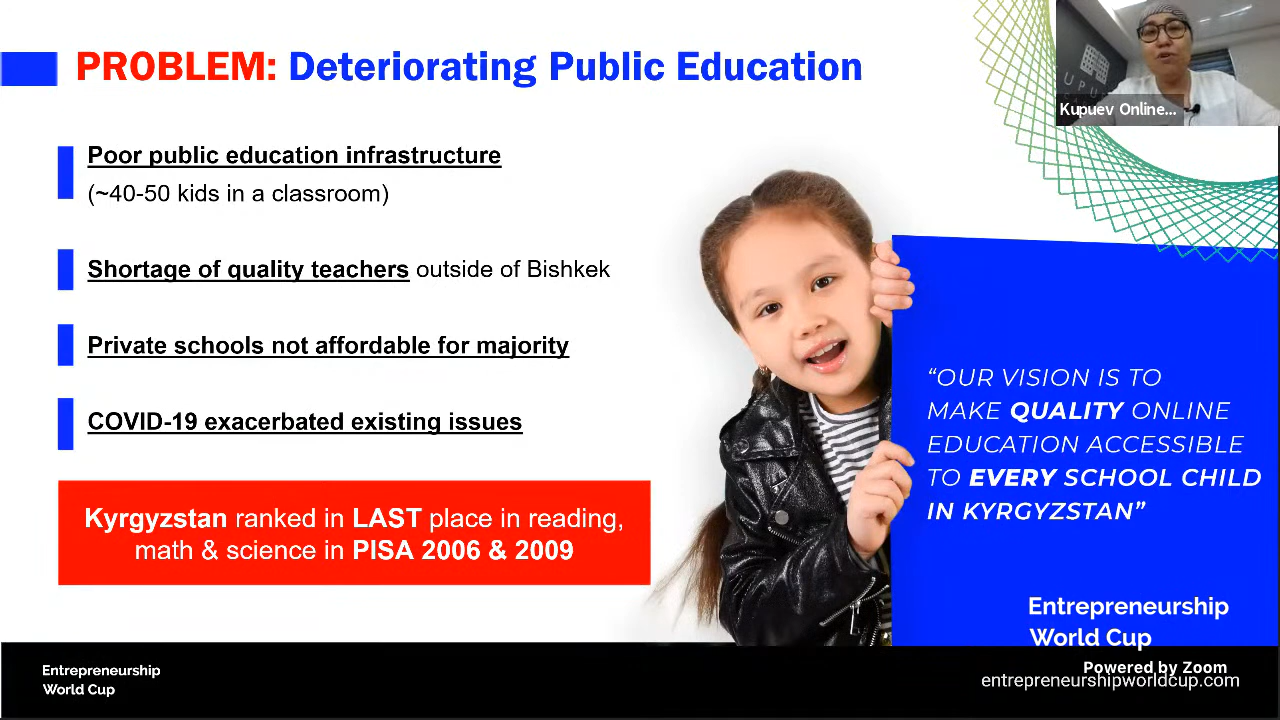 PROBLEM: Deteriorating Public Education
Kupuev Online...
Poor public education infrastructure
(~40-50 kids in a classroom)
Shortage of quality teachers outside of Bishkek
Private schools not affordable for majority
COVID-19 exacerbated existing issues
Kyrgyzstan ranked in LAST place in reading,
math & science in PISA 2006 & 2009
“OUR VISION IS TO
MAKE QUALITY ONLINE
EDUCATION ACCESSIBLE
TO EVERY SCHOOL CHILD
IN KYRGYZSTAN”
Entrepreneurship
World Cup
Entrepreneurship
World Cup
Powered by Zoom
entrepreneurshipworldcup.com